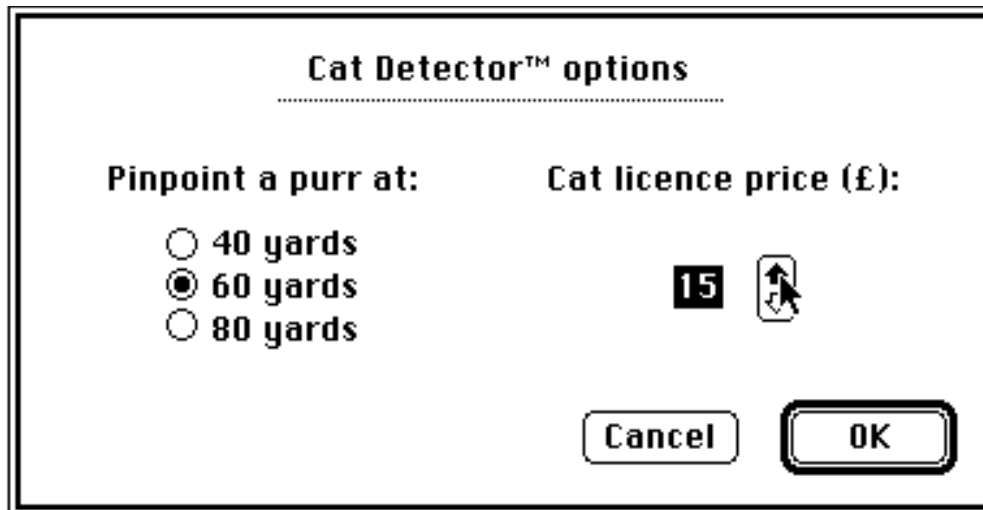 Cat Detector™ options
Pinpoint a purr at:
40 yards
60 yards
80 yards
Cat licence price (£):
15
Cancel
OK